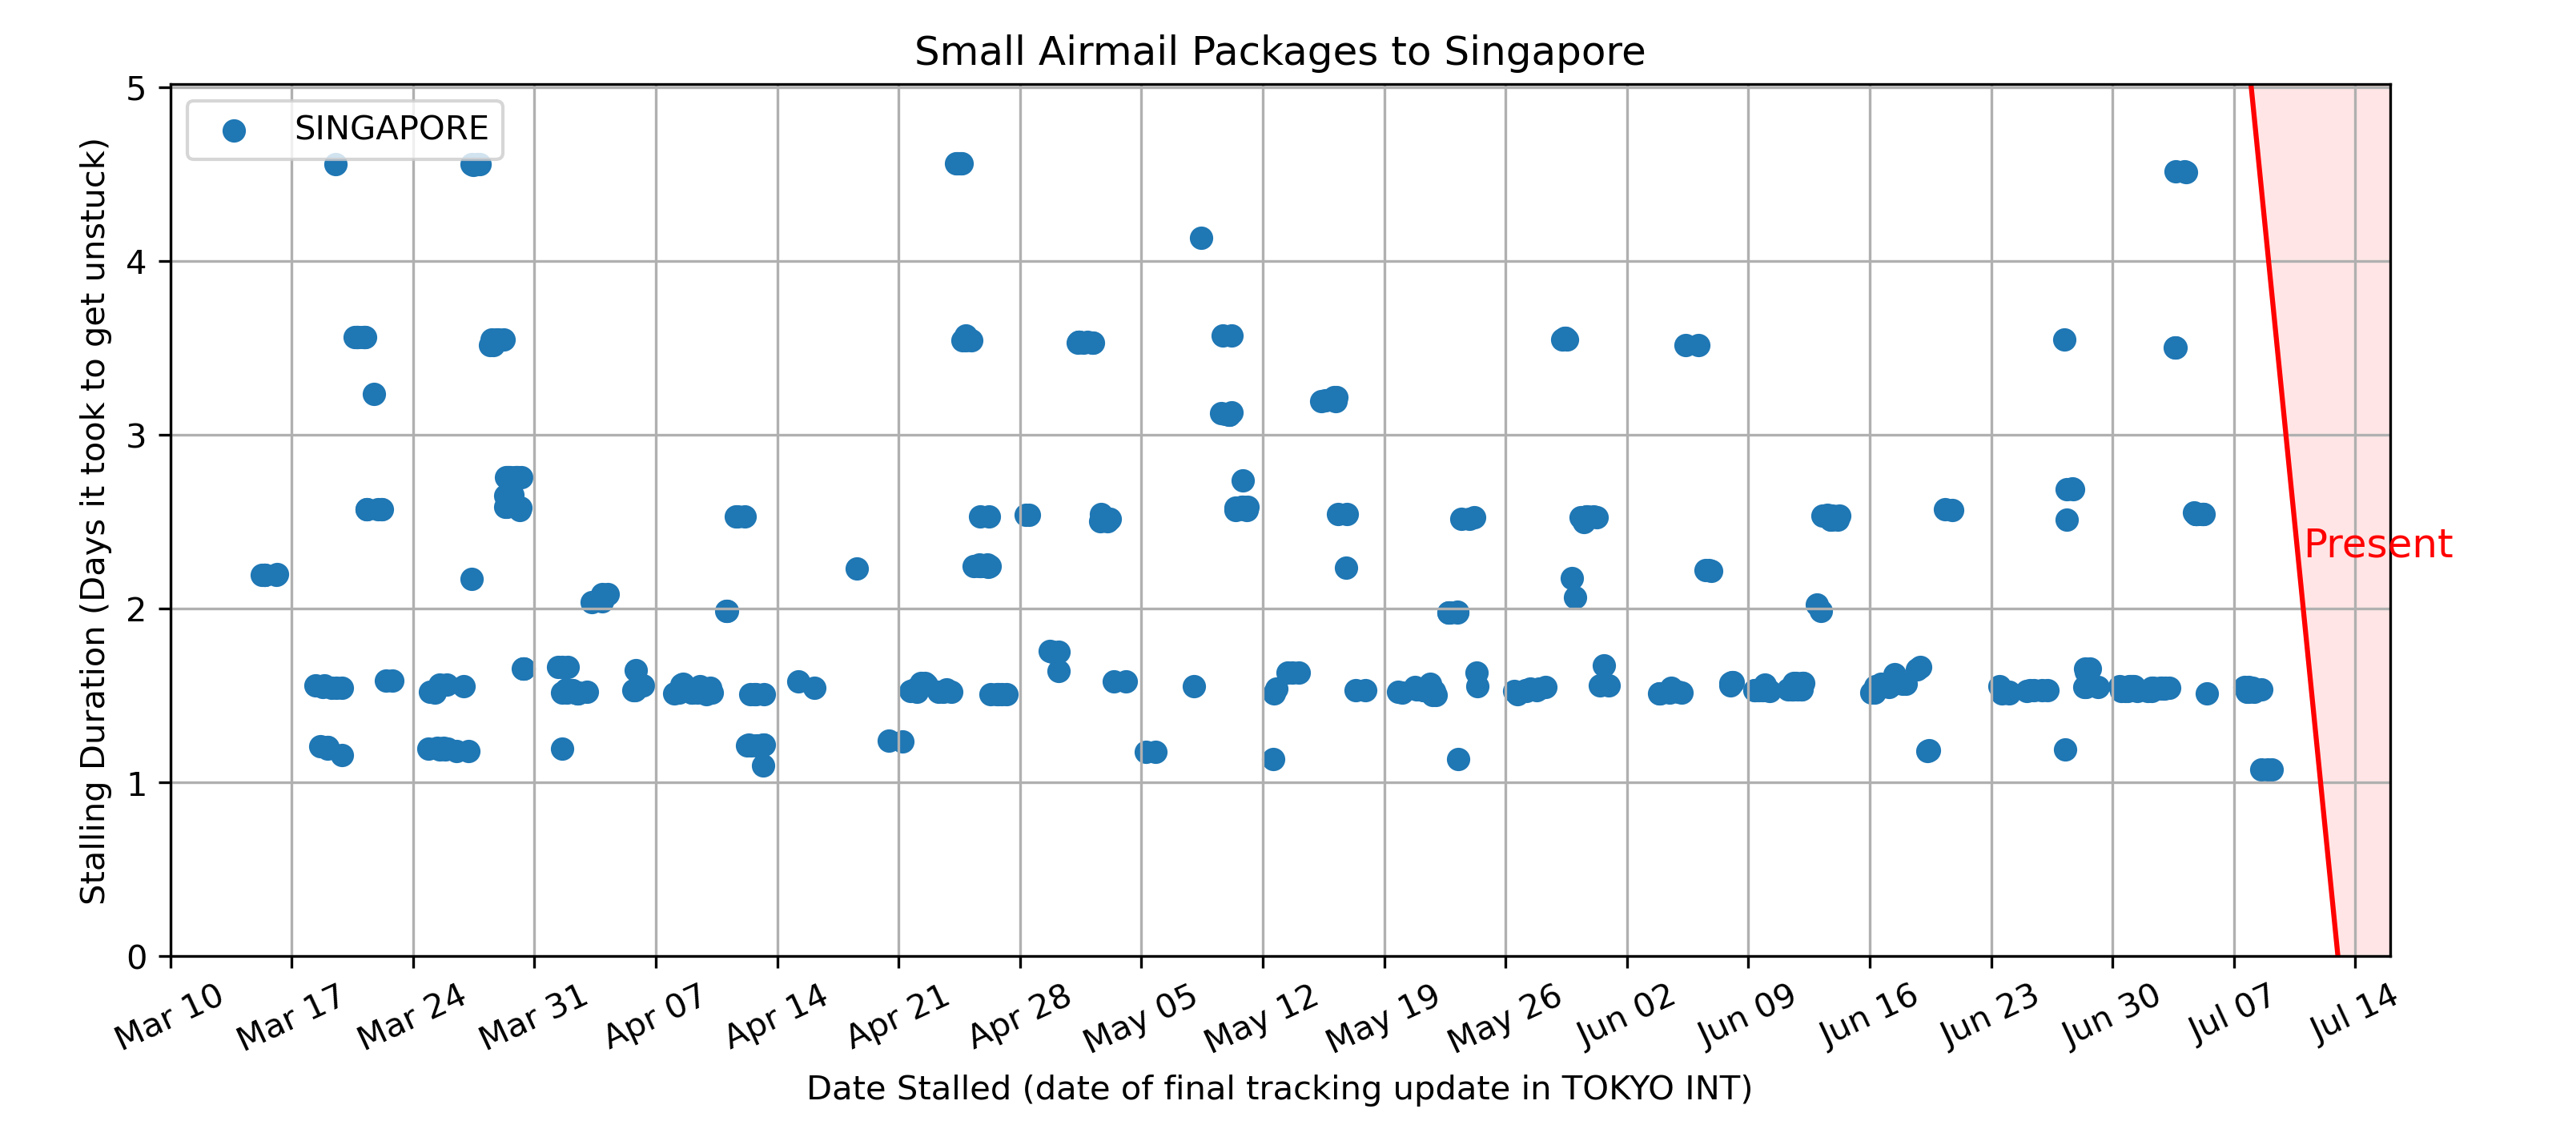 Small Airmail Packages to Singapore
SINGAPORE
Stalling Duration (Days it took to get unstuck)
5
4
3
2
1
0
Present
Mar 10
Mar 17
Mar 24
Mar 31
Apr 07
Apr 14
Apr 21
Apr 28
May 05
May 12
May 19
May 26
Jun 02
Jun 09
Jun 16
Jun 23
Jun 30
Jul 07
Jul 14
Date Stalled (date of final tracking update in TOKYO INT)